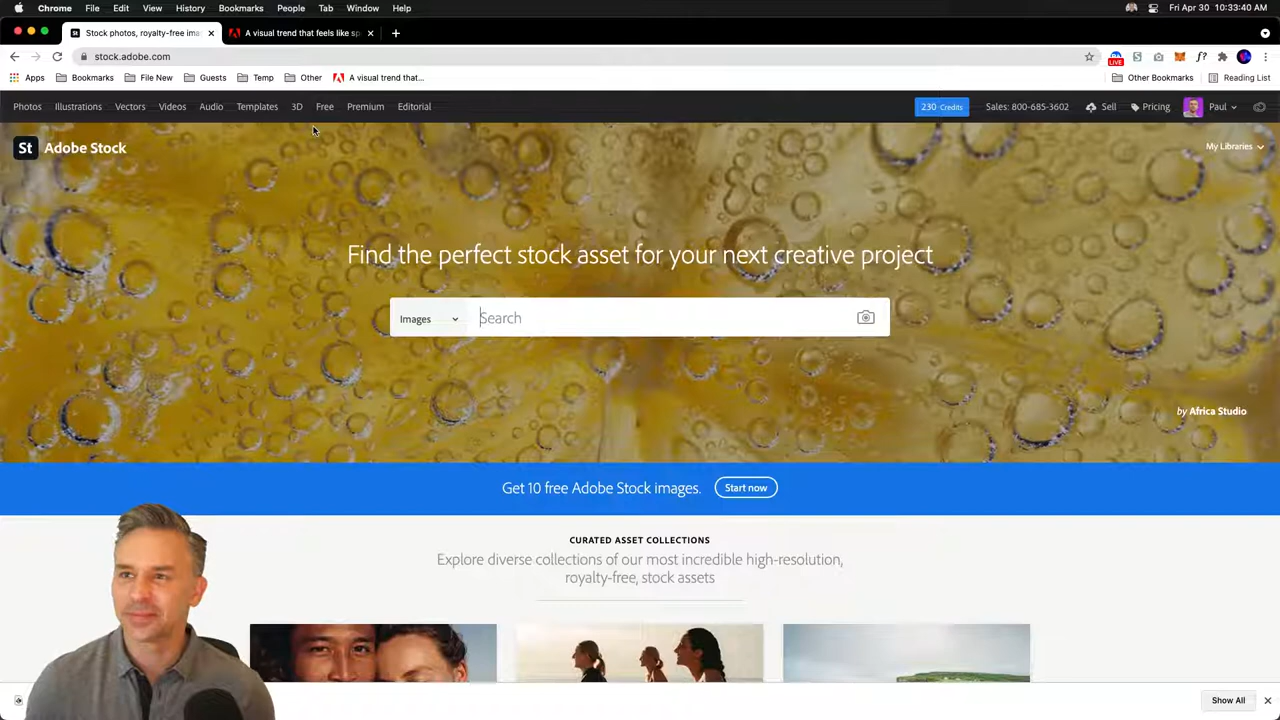 Chrome File Edit View History Bookmarks People Tab Window Help
Fri Apr 30 10:33:40 AM
Stock photos, royalty-free ima
A visual trend that feels like sp
stock.adobe.com
LIVE
Apps Bookmarks File New Guests Temp Other A visual trend that...
Other Bookmarks Reading List
Photos Illustrations Vectors Videos Audio Templates 3D Free Premium Editorial
230 Credits Sales: 800-685-3602 Sell Pricing Paul
St Adobe Stock
My Libraries
Find the perfect stock asset for your next creative project
Images Search
by Africa Studio
Get 10 free Adobe Stock images. Start now
CURATED ASSET COLLECTIONS
Explore diverse collections of our most incredible high-resolution,
royalty-free, stock assets
Show All